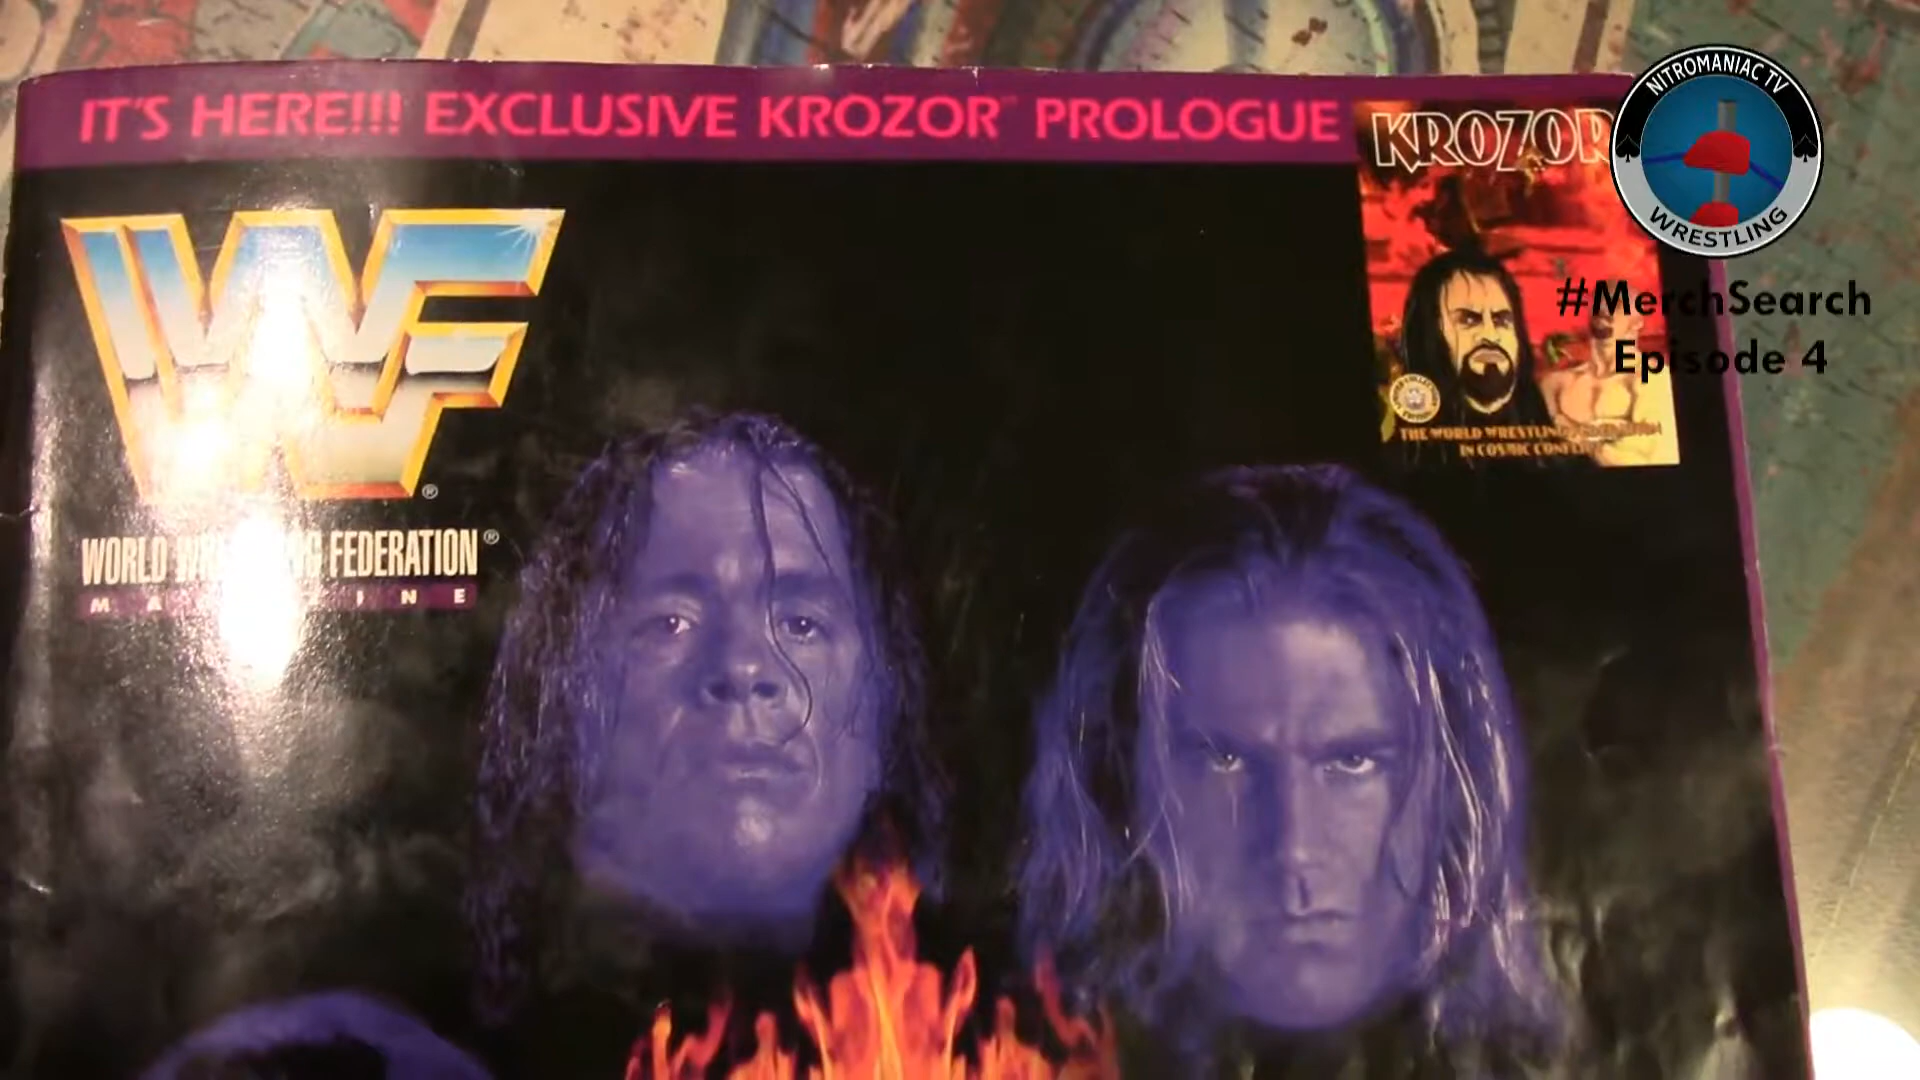 IT'S HERE!!! EXCLUSIVE KROZOR™ PROLOGUE
KROZOR
NITROMANIAC TV
WRESTLING
#MerchSearch
Episode 4
WF
®
THE WORLD WRESTLING
IN COSMIC
WORLD FEDERATION®